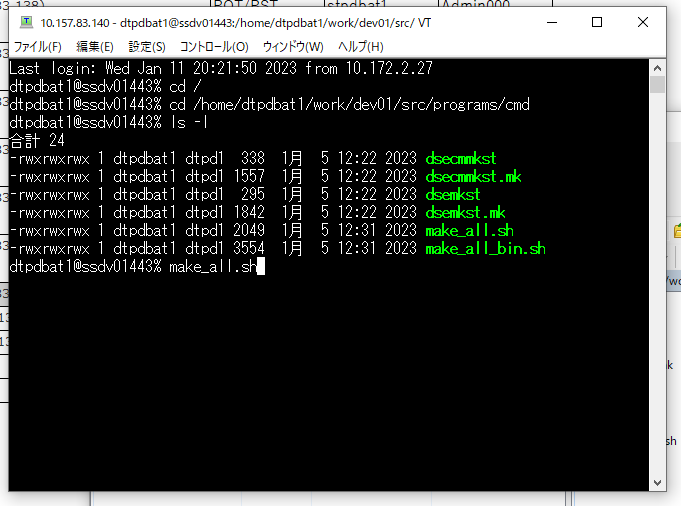 10.157.83.140 - dtpdbat1@ssdv01443:/home/dtpdbat1/work/dev01/src/ VT
ファイル(F) 編集(E) 設定(S) コントロール(O) ウィンドウ(W) ヘルプ(H)
Last login: Wed Jan 11 20:21:50 2023 from 10.172.2.27
dtpdbat1@ssdv01443% cd /
dtpdbat1@ssdv01443% cd /home/dtpdbat1/work/dev01/src/programs/cmd
dtpdbat1@ssdv01443% ls -l
合計 24
-rwxrwxrwx 1 dtpdbat1 dtpd1 338 1月 5 12:22 2023 dsecmmkst
-rwxrwxrwx 1 dtpdbat1 dtpd1 1557 1月 5 12:22 2023 dsecmmkst.mk
-rwxrwxrwx 1 dtpdbat1 dtpd1 295 1月 5 12:22 2023 dsemkst
-rwxrwxrwx 1 dtpdbat1 dtpd1 1842 1月 5 12:22 2023 dsemkst.mk
-rwxrwxrwx 1 dtpdbat1 dtpd1 2049 1月 5 12:31 2023 make_all.sh
-rwxrwxrwx 1 dtpdbat1 dtpd1 3554 1月 5 12:31 2023 make_all_bin.sh
dtpdbat1@ssdv01443% make_all.sh